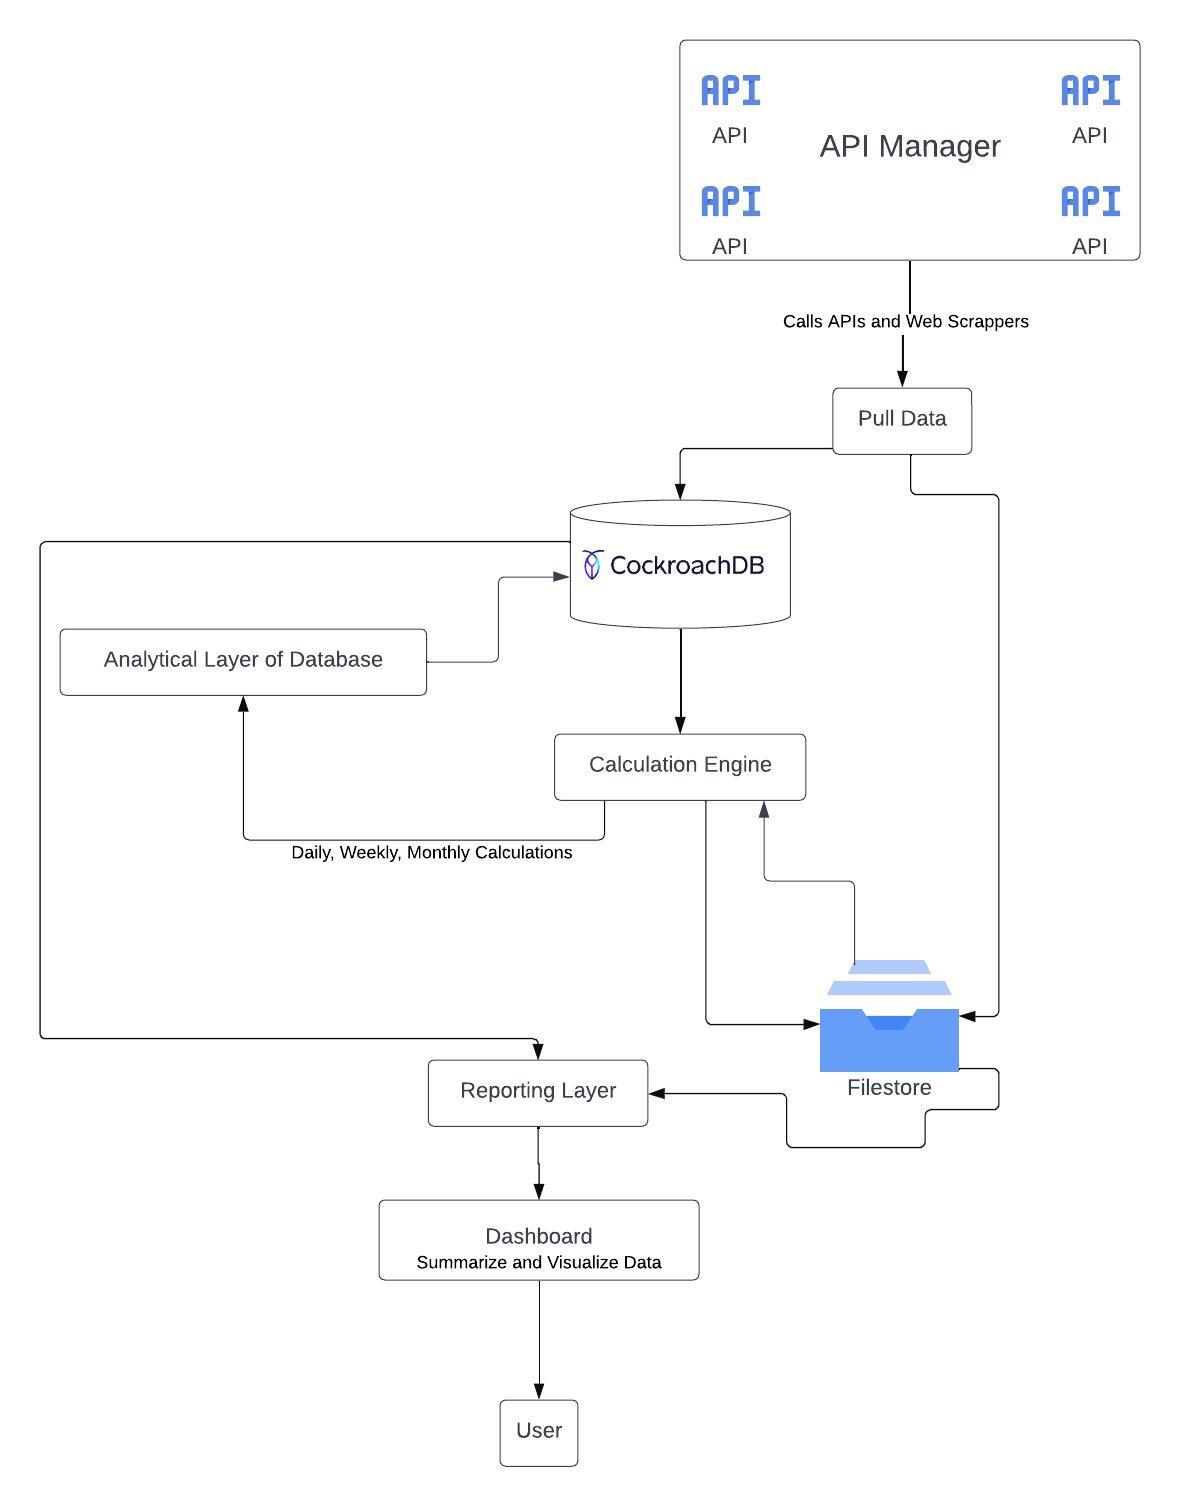 API
API
API
API
API Manager
API
API
API
API
Calls APIs and Web Scrappers
Pull Data
CockroachDB
Analytical Layer of Database
Calculation Engine
Daily, Weekly, Monthly Calculations
Filestore
Reporting Layer
Dashboard
Summarize and Visualize Data
User